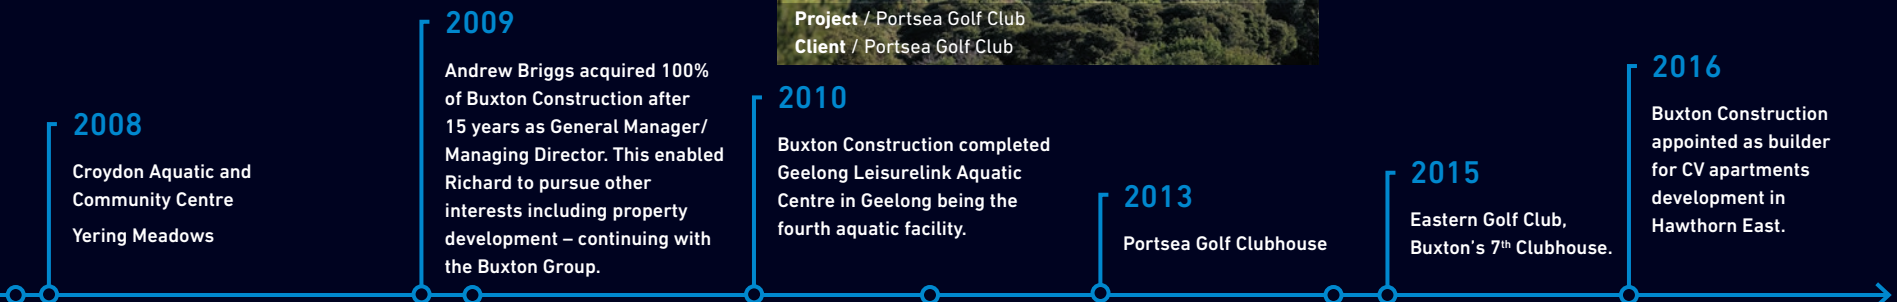 Project / Portsea Golf Club
Client / Portsea Golf Club
2008
Croydon Aquatic and
Community Centre
Yering Meadows
2009
Andrew Briggs acquired 100%
of Buxton Construction after
15 years as General Manager/
Managing Director. This enabled
Richard to pursue other
interests including property
development – continuing with
the Buxton Group.
2010
Buxton Construction completed
Geelong Leisurelink Aquatic
Centre in Geelong being the
fourth aquatic facility.
2013
Portsea Golf Clubhouse
2015
Eastern Golf Club,
Buxton's 7th Clubhouse.
2016
Buxton Construction
appointed as builder
for CV apartments
development in
Hawthorn East.